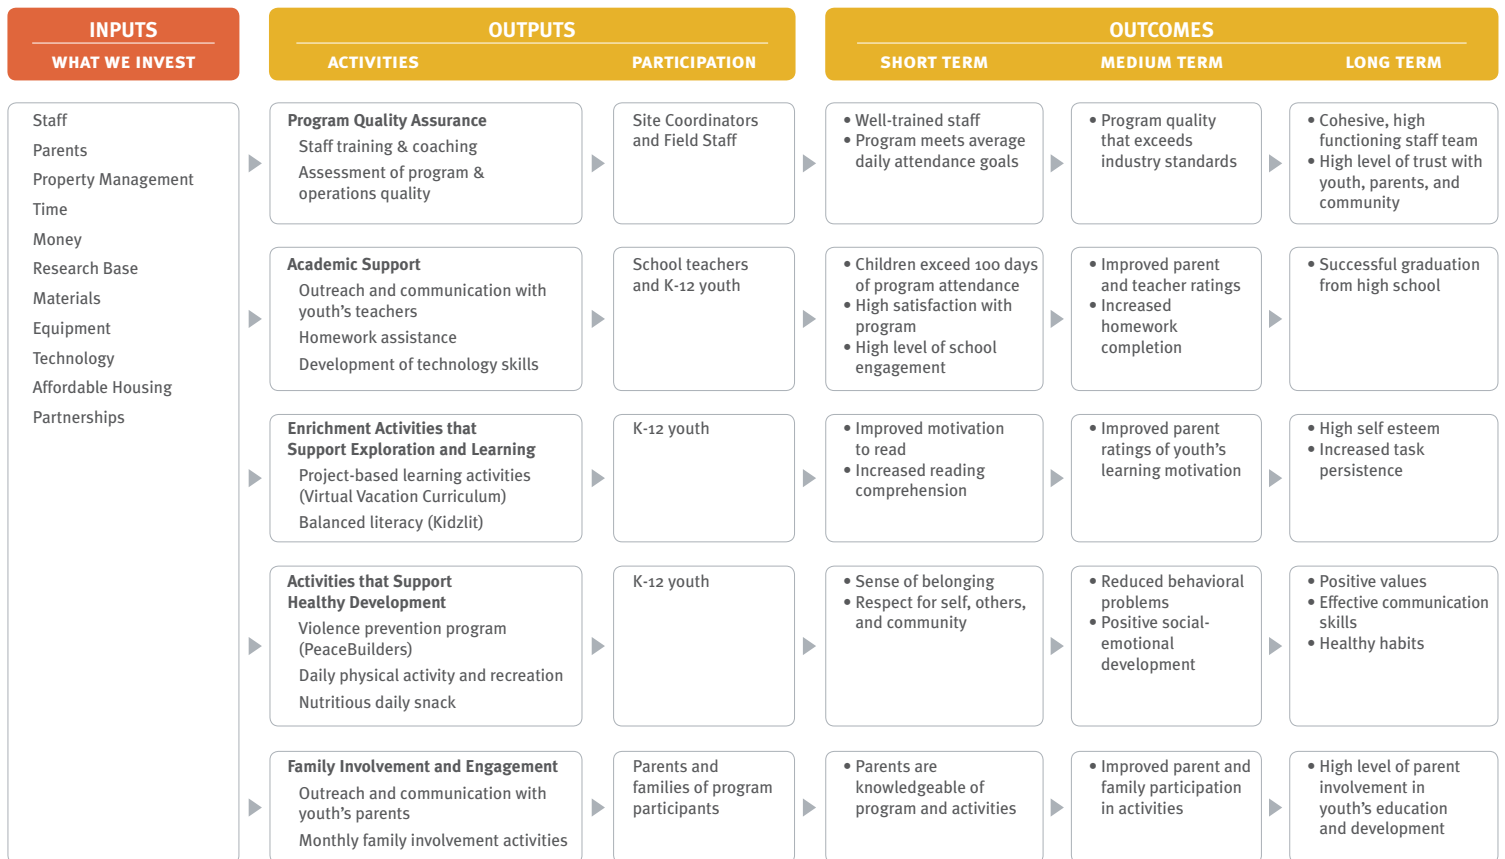 INPUTS
WHAT WE INVEST
OUTPUTS
ACTIVITIES
PARTICIPATION
OUTCOMES
SHORT TERM
MEDIUM TERM
LONG TERM
Staff
Parents
Property Management
Time
Money
Research Base
Materials
Equipment
Technology
Affordable Housing
Partnerships
Program Quality Assurance
Staff training & coaching
Assessment of program &
operations quality
Site Coordinators
and Field Staff
• Well-trained staff
• Program meets average
daily attendance goals
• Program quality
that exceeds
industry standards
• Cohesive, high
functioning staff team
• High level of trust with
youth, parents, and
community
Academic Support
Outreach and communication with
youth’s teachers
Homework assistance
Development of technology skills
School teachers
and K-12 youth
• Children exceed 100 days
of program attendance
• High satisfaction with
program
• High level of school
engagement
• Improved parent
and teacher ratings
• Increased
homework
completion
• Successful graduation
from high school
Enrichment Activities that
Support Exploration and Learning
Project-based learning activities
(Virtual Vacation Curriculum)
Balanced literacy (Kidzlit)
K-12 youth
• Improved motivation
to read
• Increased reading
comprehension
• Improved parent
ratings of youth’s
learning motivation
• High self esteem
• Increased task
persistence
Activities that Support
Healthy Development
Violence prevention program
(PeaceBuilders)
Daily physical activity and recreation
Nutritious daily snack
K-12 youth
• Sense of belonging
• Respect for self, others,
and community
• Reduced behavioral
problems
• Positive social-
emotional
development
• Positive values
• Effective communication
skills
• Healthy habits
Family Involvement and Engagement
Outreach and communication with
youth’s parents
Monthly family involvement activities
Parents and
families of program
participants
• Parents are
knowledgeable of
program and activities
• Improved parent and
family participation
in activities
• High level of parent
involvement in
youth’s education
and development